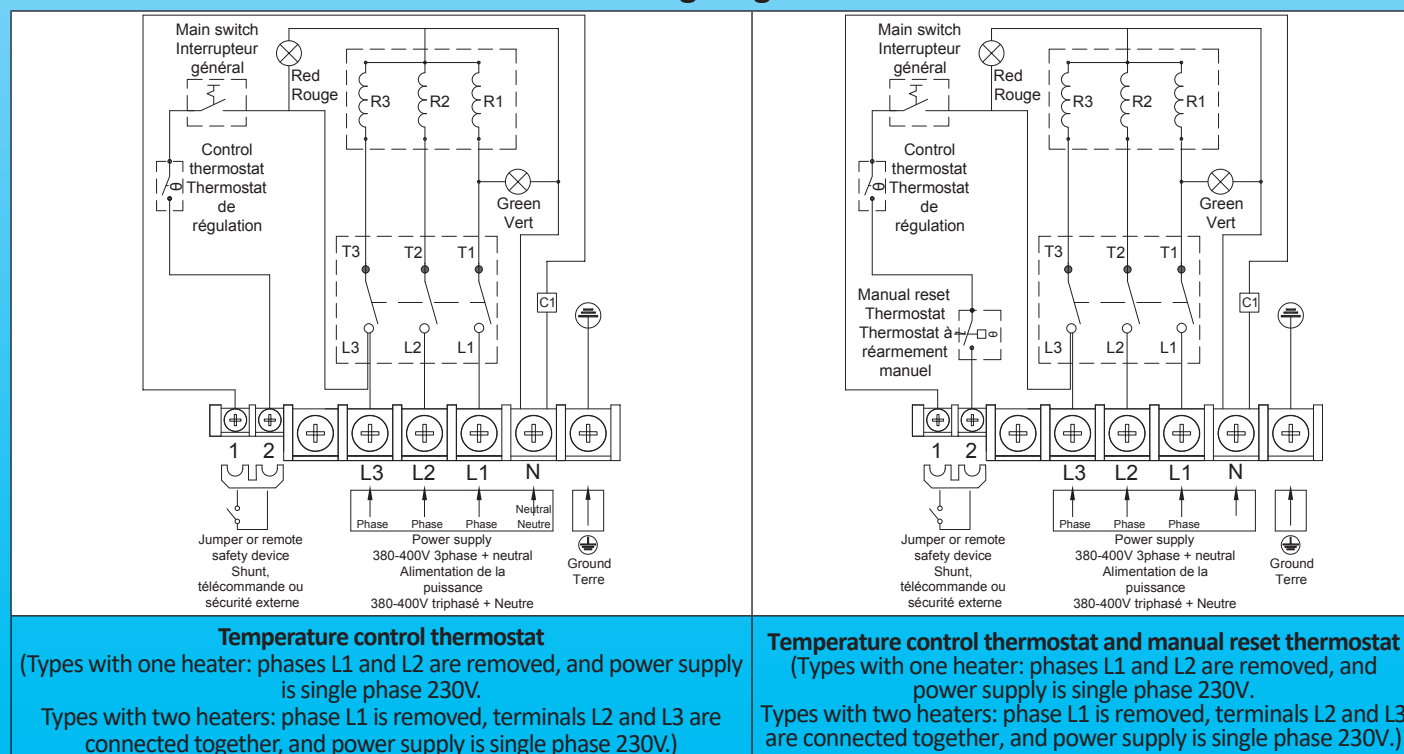 Main switch
Interrupteur
général
Red
Rouge
R3
R2
R1
Control
thermostat
Thermostat
de
régulation
θ
Green
Vert
T3
T2
T1
C1
L3
L2
L1
1
2
L3
L2
L1
N
Phase
Phase
Phase
Neutral
Neutre
Jumper or remote
safety device
Shunt,
télécommande ou
sécurité externe
Power supply
380-400V 3phase + neutral
Alimentation de la
puissance
380-400V triphasé + Neutre
Ground
Terre
Temperature control thermostat
(Types with one heater: phases L1 and L2 are removed, and power supply
is single phase 230V.
Types with two heaters: phase L1 is removed, terminals L2 and L3 are
connected together, and power supply is single phase 230V.)
Main switch
Interrupteur
général
Red
Rouge
R3
R2
R1
Control
thermostat
Thermostat
de
régulation
θ
Green
Vert
T3
T2
T1
C1
Manual reset
Thermostat
Thermostat à
réarmement
manuel
θ
L3
L2
L1
1
2
L3
L2
L1
N
Phase
Phase
Phase
Jumper or remote
safety device
Shunt,
télécommande ou
sécurité externe
Power supply
380-400V 3phase + neutral
Alimentation de la
puissance
380-400V triphasé + Neutre
Ground
Terre
Temperature control thermostat and manual reset thermostat
(Types with one heater: phases L1 and L2 are removed, and
power supply is single phase 230V.
Types with two heaters: phase L1 is removed, terminals L2 and L3
are connected together, and power supply is single phase 230V.)